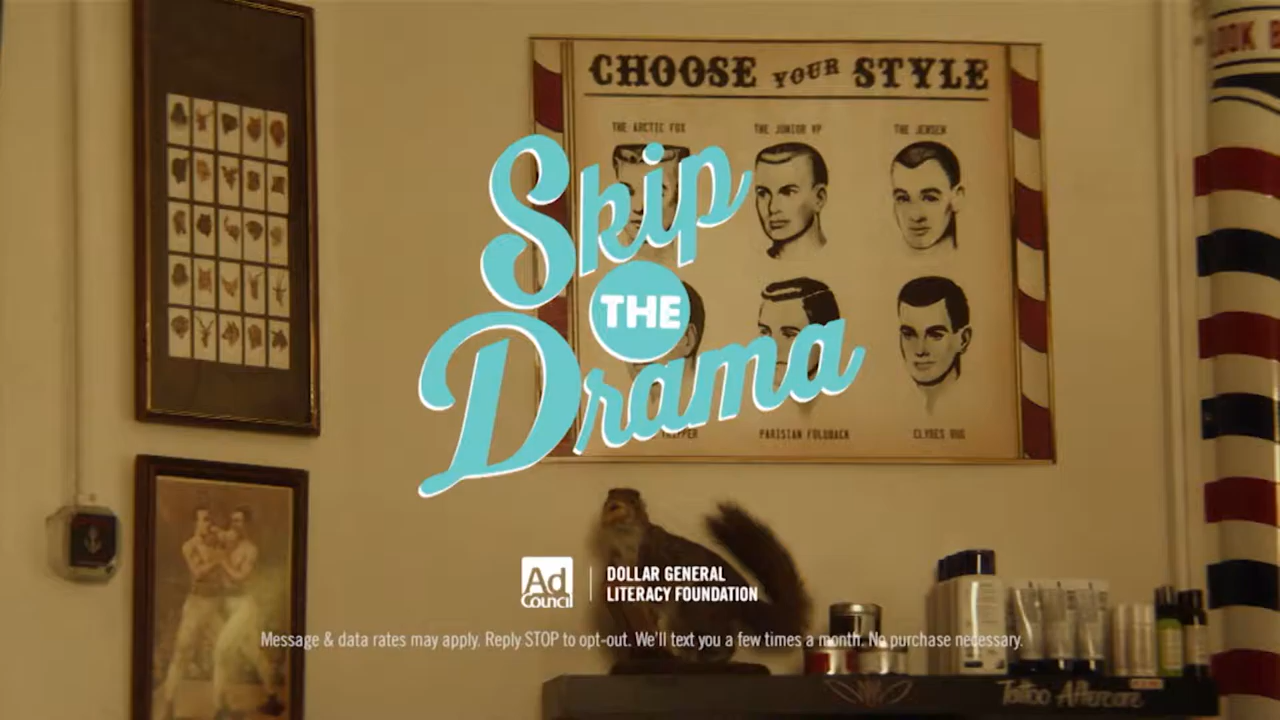 LOOK B
CHOOSE YOUR STYLE
THE ARCTIC FOX
THE JUNIOR VP
THE JENSEN
Skip
THE
Drama
PARISIAN FOLDBACK
Ad
Council
DOLLAR GENERAL
LITERACY FOUNDATION
Message & data rates may apply. Reply STOP to opt-out. We'll text you a few times a month. No purchase necessary.
Tattoo Aftercare